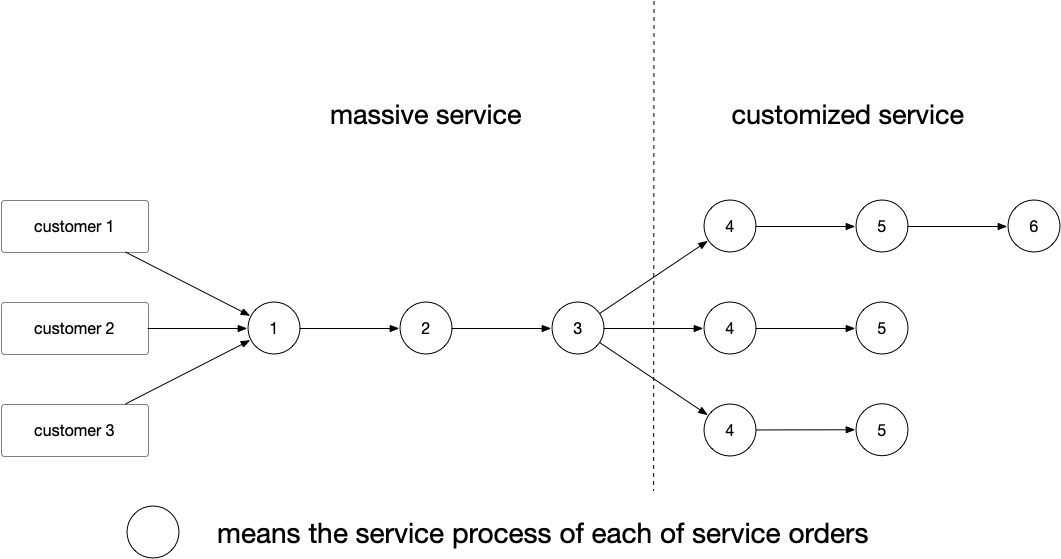 massive service
customized service
customer 1
4
5
6
customer 2
1
2
3
4
5
customer 3
4
5
means the service process of each of service orders